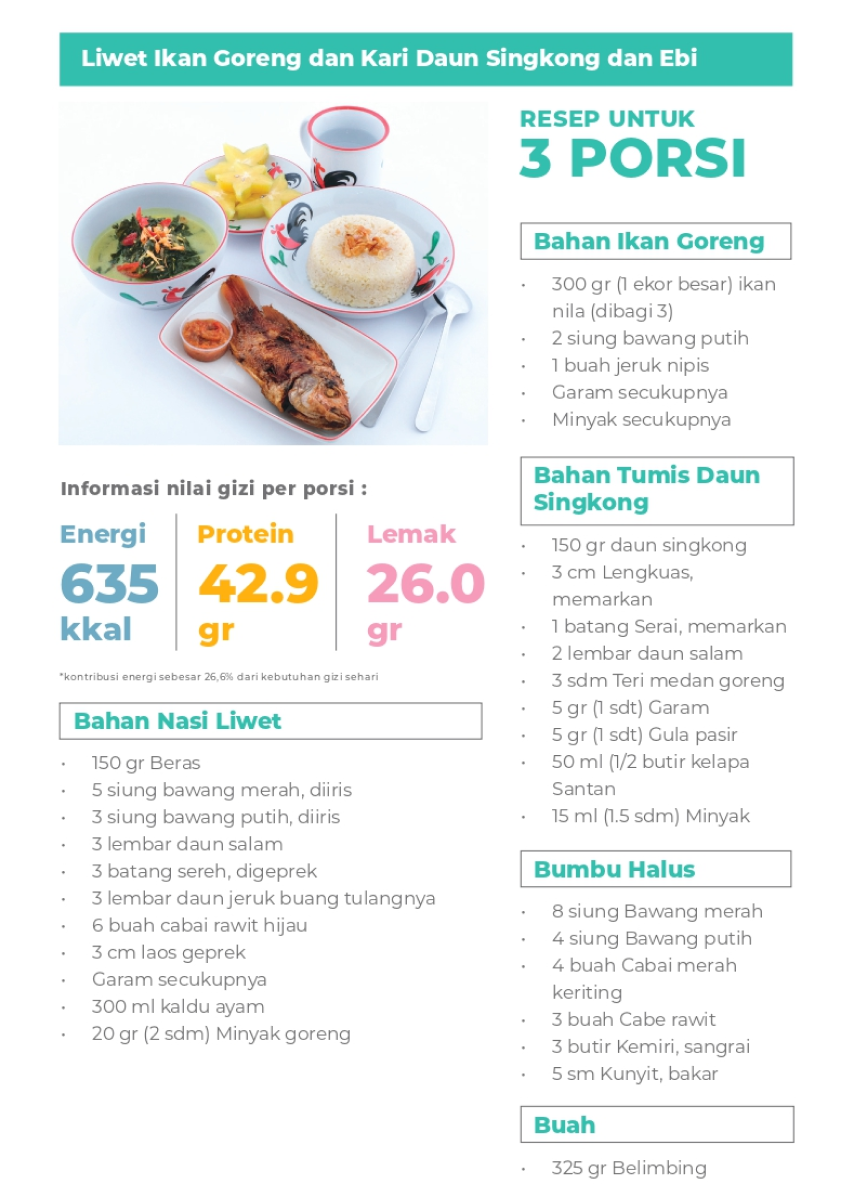 Liwet Ikan Goreng dan Kari Daun Singkong dan Ebi
RESEP UNTUK
3 PORSI
Informasi nilai gizi per porsi :
Energi
635
kkal
Protein
42.9
gr
Lemak
26.0
gr
*kontribusi energi sebesar 26,6% dari kebutuhan gizi sehari
Bahan Nasi Liwet
• 150 gr Beras
• 5 siung bawang merah, diiris
• 3 siung bawang putih, diiris
• 3 lembar daun salam
• 3 batang sereh, digeprek
• 3 lembar daun jeruk buang tulangnya
• 6 buah cabai rawit hijau
• 3 cm laos geprek
• Garam secukupnya
• 300 ml kaldu ayam
• 20 gr (2 sdm) Minyak goreng
Bahan Ikan Goreng
• 300 gr (1 ekor besar) ikan
nila (dibagi 3)
• 2 siung bawang putih
• 1 buah jeruk nipis
• Garam secukupnya
• Minyak secukupnya
Bahan Tumis Daun
Singkong
• 150 gr daun singkong
• 3 cm Lengkuas,
memarkan
• 1 batang Serai, memarkan
• 2 lembar daun salam
• 3 sdm Teri medan goreng
• 5 gr (1 sdt) Garam
• 5 gr (1 sdt) Gula pasir
• 50 ml (1/2 butir kelapa
Santan
• 15 ml (1.5 sdm) Minyak
Bumbu Halus
• 8 siung Bawang merah
• 4 siung Bawang putih
• 4 buah Cabai merah
keriting
• 3 buah Cabe rawit
• 3 butir Kemiri, sangrai
• 5 sm Kunyit, bakar
Buah
• 325 gr Belimbing